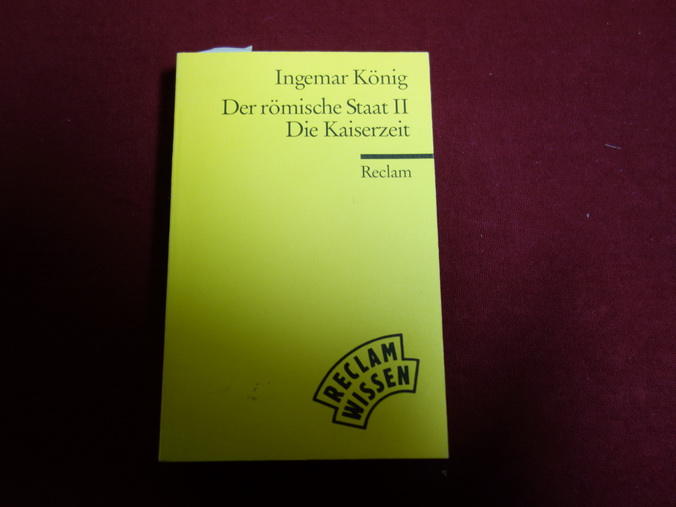 Ingemar König
Der römische Staat II
Die Kaiserzeit
Reclam
RECLAM
WISSEN